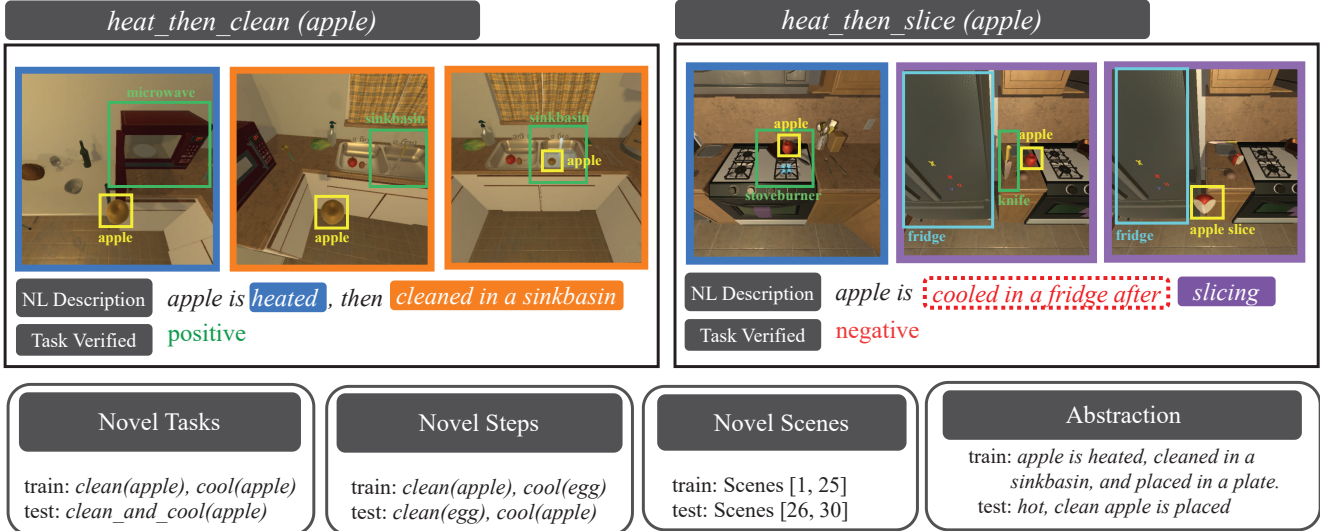 heat_then_clean (apple)
microwave
apple
sinkbasin
apple
sinkbasin
apple
NL Description
apple is heated , then cleaned in a sinkbasin
Task Verified
positive
heat_then_slice (apple)
apple
stoveburner
apple
knife
fridge
fridge
apple slice
NL Description
apple is cooled in a fridge after slicing
Task Verified
negative
Novel Tasks
train: clean(apple), cool(apple)
test: clean_and_cool(apple)
Novel Steps
train: clean(apple), cool(egg)
test: clean(egg), cool(apple)
Novel Scenes
train: Scenes [1, 25]
test: Scenes [26, 30]
Abstraction
train: apple is heated, cleaned in a
sinkbasin, and placed in a plate.
test: hot, clean apple is placed